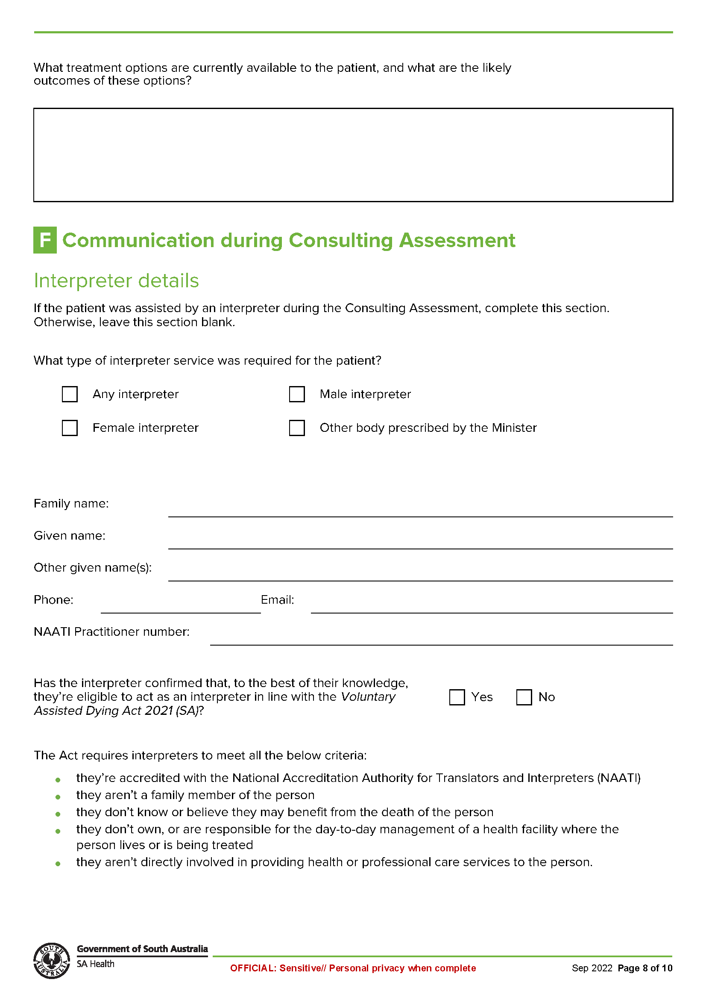 What treatment options are currently available to the patient, and what are the likely
outcomes of these options?
F Communication during Consulting Assessment
Interpreter details
If the patient was assisted by an interpreter during the Consulting Assessment, complete this section.
Otherwise, leave this section blank.
What type of interpreter service was required for the patient?
Any interpreter
Male interpreter
Female interpreter
Other body prescribed by the Minister
Family name:
Given name:
Other given name(s):
Phone: Email:
NAATI Practitioner number:
Has the interpreter confirmed that, to the best of their knowledge,
they’re eligible to act as an interpreter in line with the Voluntary
Assisted Dying Act 2021 (SA)?
Yes No
The Act requires interpreters to meet all the below criteria:
• they’re accredited with the National Accreditation Authority for Translators and Interpreters (NAATI)
• they aren’t a family member of the person
• they don’t know or believe they may benefit from the death of the person
• they don’t own, or are responsible for the day-to-day management of a health facility where the
person lives or is being treated
• they aren’t directly involved in providing health or professional care services to the person.
SOUTH AUSTRALIA
Government of South Australia
SA Health
OFFICIAL: Sensitive// Personal privacy when complete
Sep 2022 Page 8 of 10